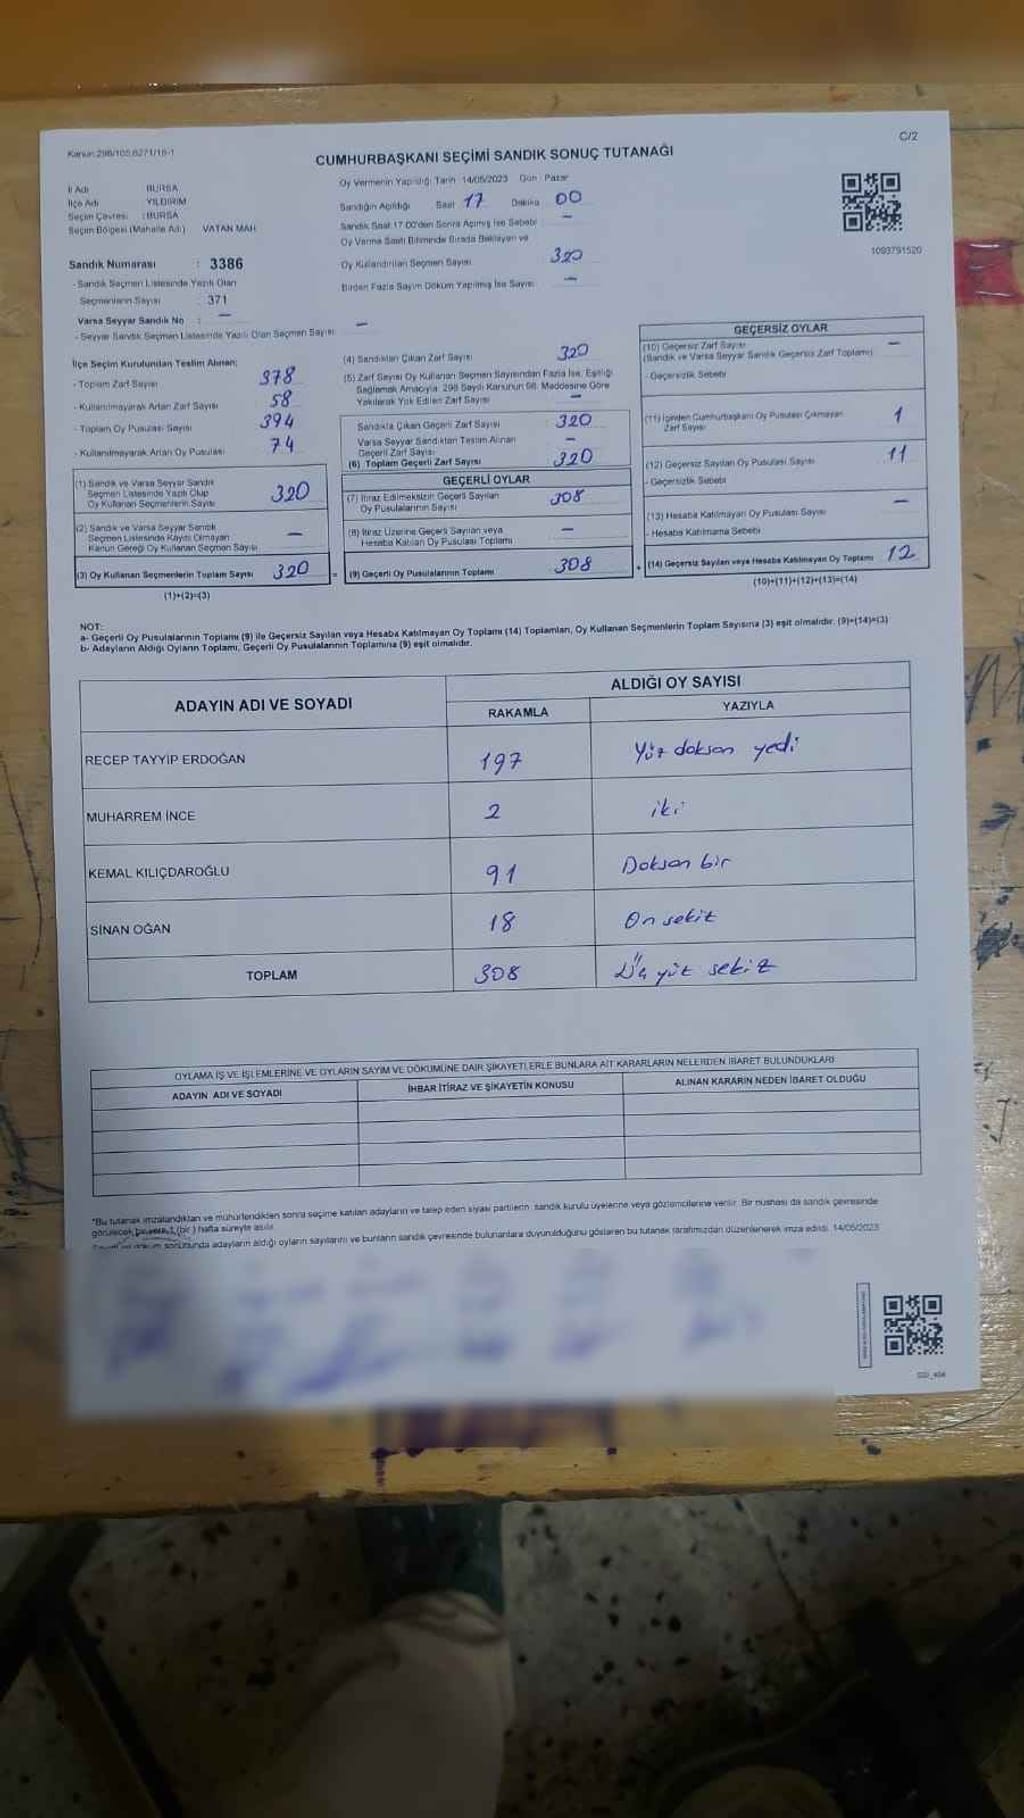 Kanun 298/105,6271/18-1
C/2
CUMHURBAŞKANI SEÇİMİ SANDIK SONUÇ TUTANAĞI
İl Adı : BURSA
İlçe Adı : YILDIRIM
Seçim Çevresi : BURSA
Seçim Bölgesi (Mahalle Adı) VATAN MAH.
Sandık Numarası : 3386
- Sandık Seçmen Listesinde Yazılı Olan
Seçmenlerin Sayısı : 371
Varsa Seyyar Sandık No : –
- Seyyar Sandık Seçmen Listesinde Yazılı Olan Seçmen Sayısı –
Oy Vermenin Yapıldığı Tarih :14/05/2023 Gün : Pazar
Sandığın Açıldığı Saat 17 Dakika 00
Sandık Saat 17.00'den Sonra Açılmış İse Sebebi –
Oy Verme Saati Bitiminde Sırada Bekleyen ve
Oy Kullandırılan Seçmen Sayısı 320
Birden Fazla Sayım Döküm Yapılmış İse Sayısı –
1093791520
İlçe Seçim Kurulundan Teslim Alınan;
- Toplam Zarf Sayısı 378
- Kullanılmayarak Artan Zarf Sayısı 58
- Toplam Oy Pusulası Sayısı 394
- Kullanılmayarak Artan Oy Pusulası 74
(1) Sandık ve Varsa Seyyar Sandık
Seçmen Listesinde Yazılı Olup
Oy Kullanan Seçmenlerin Sayısı 320
(2) Sandık ve Varsa Seyyar Sandık
Seçmen Listesinde Kaydı Olmayan
Kanun Gereği Oy Kullanan Seçmen Sayısı –
(3) Oy Kullanan Seçmenlerin Toplam Sayısı 320
(1)+(2)=(3)
(4) Sandıktan Çıkan Zarf Sayısı 320
(5) Zarf Sayısı Oy Kullanan Seçmen Sayısından Fazla İse, Eşitliği
Sağlamak Amacıyla, 298 Sayılı Kanunun 98. Maddesine Göre
Yakılarak Yok Edilen Zarf Sayısı –
Sandıkta Çıkan Geçerli Zarf Sayısı 320
Varsa Seyyar Sandıktan Teslim Alınan
Geçerli Zarf Sayısı –
(6) Toplam Geçerli Zarf Sayısı 320
GEÇERLİ OYLAR
(7) İtiraz Edilmeksizin Geçerli Sayılan
Oy Pusulalarının Sayısı 308
(8) İtiraz Üzerine Geçerli Sayılan veya
Hesaba Katılan Oy Pusulası Toplamı –
= (9) Geçerli Oy Pusulalarının Toplamı 308
GEÇERSİZ OYLAR
(10) Geçersiz Zarf Sayısı –
(Sandık ve Varsa Seyyar Sandık Geçersiz Zarf Toplamı)
- Geçersizlik Sebebi
(11) İçinden Cumhurbaşkanı Oy Pusulası Çıkmayan
Zarf Sayısı 1
(12) Geçersiz Sayılan Oy Pusulası Sayısı 11
- Geçersizlik Sebebi
(13) Hesaba Katılmayan Oy Pusulası Sayısı –
- Hesaba Katılmama Sebebi
+ (14) Geçersiz Sayılan veya Hesaba Katılmayan Oy Toplamı 12
(10)+(11)+(12)+(13)=(14)
NOT:
a- Geçerli Oy Pusulalarının Toplamı (9) ile Geçersiz Sayılan veya Hesaba Katılmayan Oy Toplamı (14) Toplamları, Oy Kullanan Seçmenlerin Toplam Sayısına (3) eşit olmalıdır. (9)+(14)=(3)
b- Adayların Aldığı Oyların Toplamı, Geçerli Oy Pusulalarının Toplamına (9) eşit olmalıdır.
ADAYIN ADI VE SOYADI ALDIĞI OY SAYISI
RAKAMLA YAZIYLA
RECEP TAYYİP ERDOĞAN 197 Yüz doksan yedi
MUHARREM İNCE 2 iki
KEMAL KILIÇDAROĞLU 91 Doksan bir
SİNAN OĞAN 18 On sekiz
TOPLAM 308 Üç yüz sekiz
OYLAMA İŞ VE İŞLEMLERİNE VE OYLARIN SAYIM VE DÖKÜMÜNE DAİR ŞİKAYETLERLE BUNLARA AİT KARARLARIN NELERDEN İBARET BULUNDUKLARI
ADAYIN ADI VE SOYADI İHBAR İTİRAZ VE ŞİKAYETİN KONUSU ALINAN KARARIN NEDEN İBARET OLDUĞU
*Bu tutanak imzalandıktan ve mühürlendikten sonra seçime katılan adayların ve talep eden siyasi partilerin sandık kurulu üyelerine veya gözlemcilerine verilir. Bir nüshası da sandık çevresinde
görülecek bir yere 1 (bir) hafta süreyle asılır.
sonucunda adayların aldığı oyların sayılarını ve bunların sandık çevresinde bulunanlara duyurulduğunu gösteren bu tutanak tarafımızdan düzenlenerek imza edildi. 14/05/2023